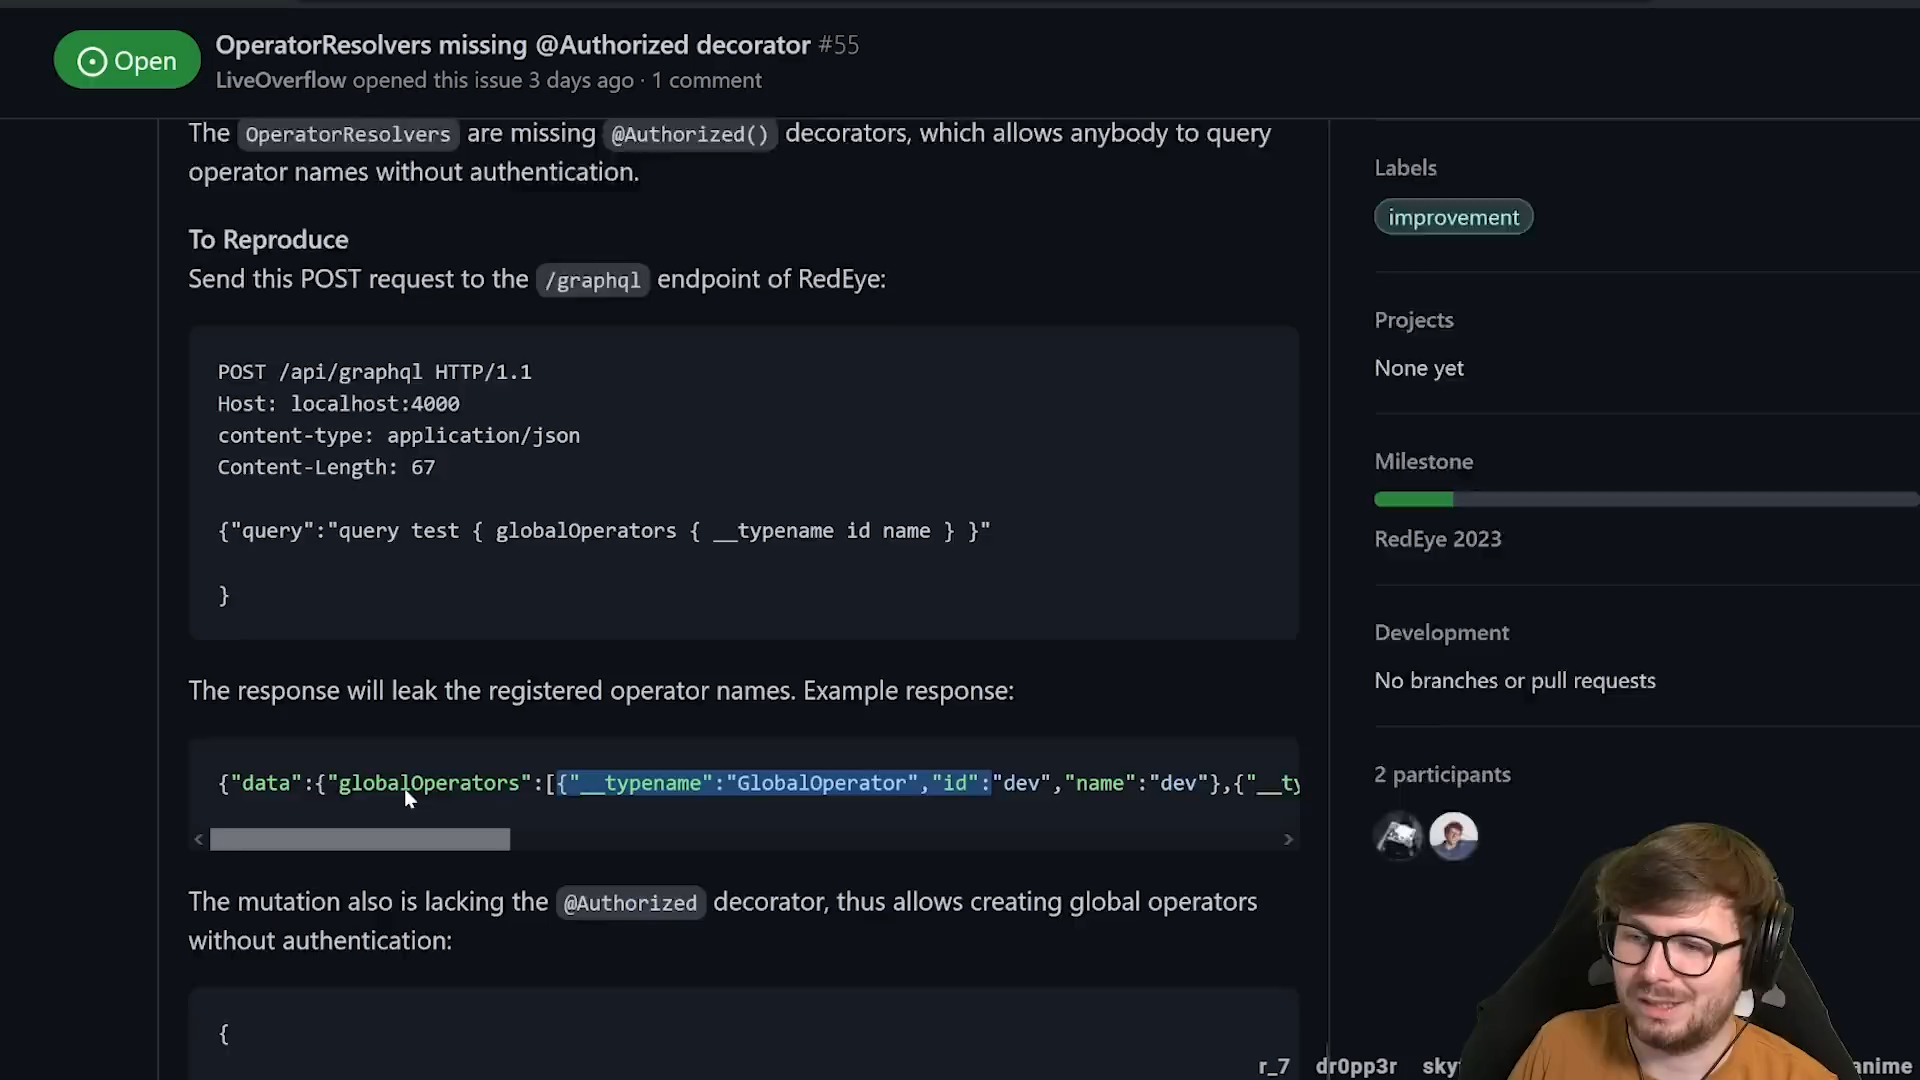 Open
OperatorResolvers missing @Authorized decorator #55
LiveOverflow opened this issue 3 days ago · 1 comment
The OperatorResolvers are missing @Authorized() decorators, which allows anybody to query
operator names without authentication.
To Reproduce
Send this POST request to the /graphql endpoint of RedEye:
POST /api/graphql HTTP/1.1
Host: localhost:4000
content-type: application/json
Content-Length: 67
{"query":"query test { globalOperators { __typename id name } }"
}
The response will leak the registered operator names. Example response:
{"data":{"globalOperators":[{"__typename":"GlobalOperator","id":"dev","name":"dev"},{"__ty
The mutation also is lacking the @Authorized decorator, thus allows creating global operators
without authentication:
{
Labels
improvement
Projects
None yet
Milestone
RedEye 2023
Development
No branches or pull requests
2 participants
r_7 dr0pp3r sky anime